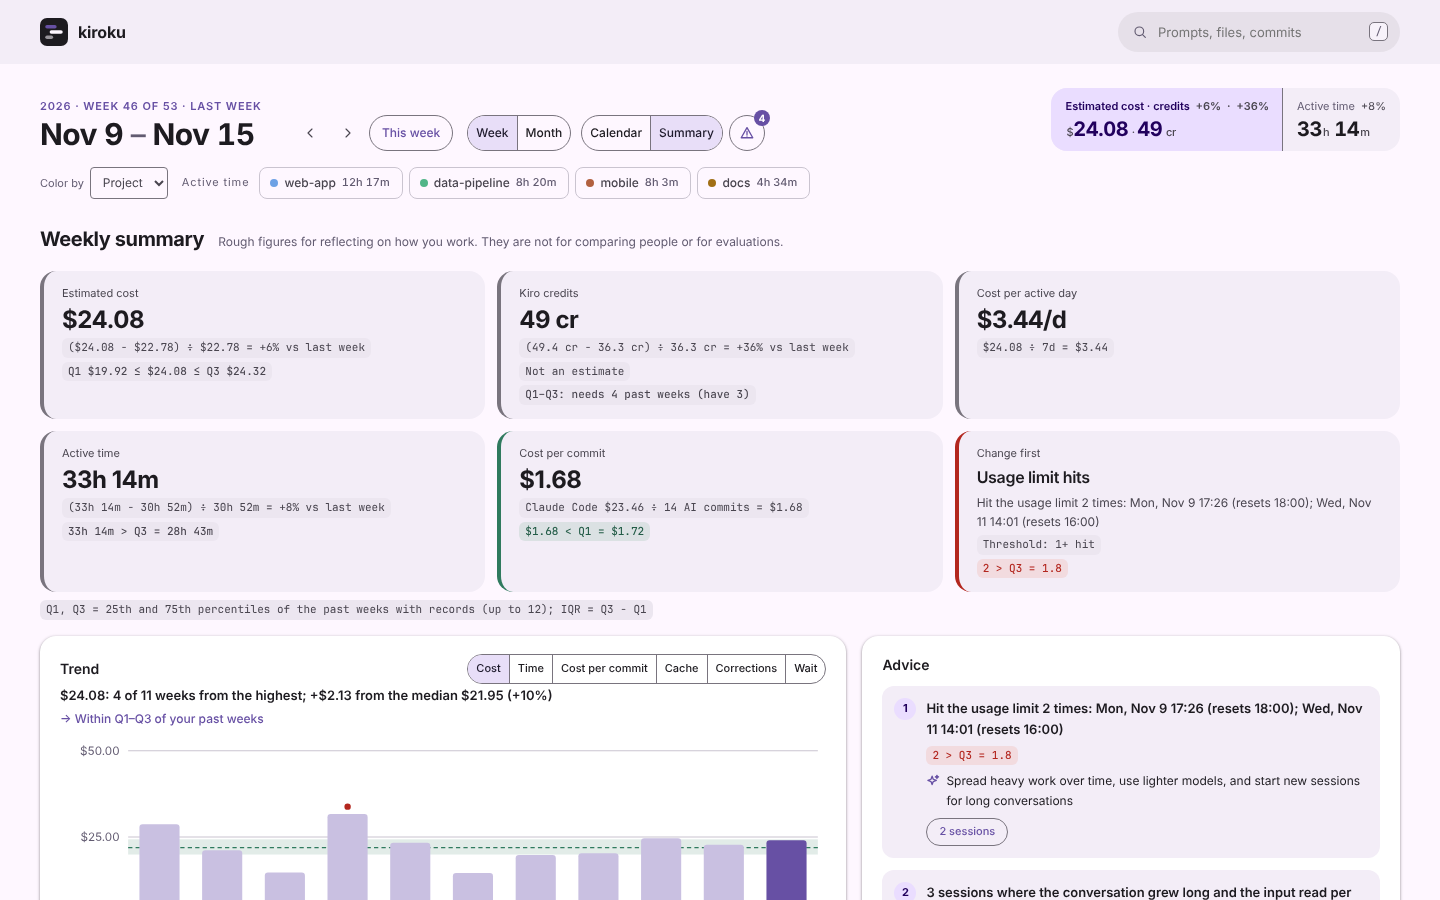 kiroku
Prompts, files, commits
/
2026 · WEEK 46 OF 53 · LAST WEEK
Nov 9 – Nov 15
This week
Week
Month
Calendar
Summary
4
Estimated cost · credits +6% · +36%
$24.08 · 49 cr
Active time +8%
33h 14m
Color by
Project
Active time
web-app 12h 17m
data-pipeline 8h 20m
mobile 8h 3m
docs 4h 34m
Weekly summary
Rough figures for reflecting on how you work. They are not for comparing people or for evaluations.
Estimated cost
$24.08
($24.08 - $22.78) ÷ $22.78 = +6% vs last week
Q1 $19.92 ≤ $24.08 ≤ Q3 $24.32
Kiro credits
49 cr
(49.4 cr - 36.3 cr) ÷ 36.3 cr = +36% vs last week
Not an estimate
Q1–Q3: needs 4 past weeks (have 3)
Cost per active day
$3.44/d
$24.08 ÷ 7d = $3.44
Active time
33h 14m
(33h 14m - 30h 52m) ÷ 30h 52m = +8% vs last week
33h 14m > Q3 = 28h 43m
Cost per commit
$1.68
Claude Code $23.46 ÷ 14 AI commits = $1.68
$1.68 < Q1 = $1.72
Change first
Usage limit hits
Hit the usage limit 2 times: Mon, Nov 9 17:26 (resets 18:00); Wed, Nov
11 14:01 (resets 16:00)
Threshold: 1+ hit
2 > Q3 = 1.8
Q1, Q3 = 25th and 75th percentiles of the past weeks with records (up to 12); IQR = Q3 - Q1
Trend
Cost
Time
Cost per commit
Cache
Corrections
Wait
$24.08: 4 of 11 weeks from the highest; +$2.13 from the median $21.95 (+10%)
→ Within Q1–Q3 of your past weeks
$50.00
$25.00
Advice
1
Hit the usage limit 2 times: Mon, Nov 9 17:26 (resets 18:00); Wed, Nov
11 14:01 (resets 16:00)
2 > Q3 = 1.8
Spread heavy work over time, use lighter models, and start new sessions
for long conversations
2 sessions
2
3 sessions where the conversation grew long and the input read per